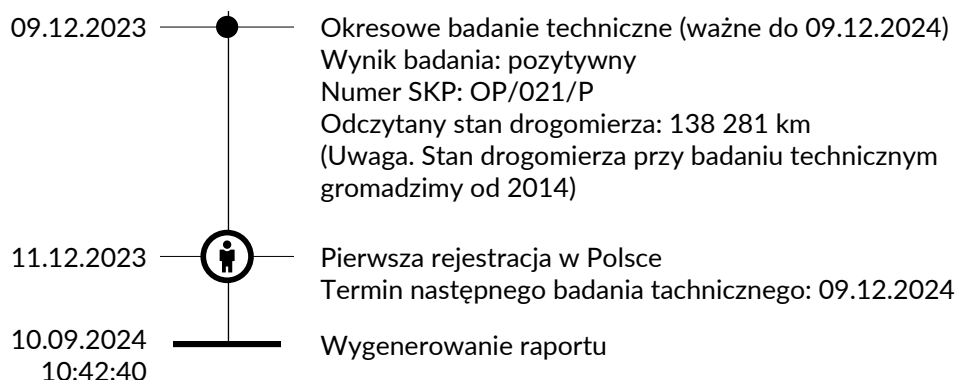 09.12.2023 Okresowe badanie techniczne (ważne do 09.12.2024)
Wynik badania: pozytywny
Numer SKP: OP/021/P
Odczytany stan drogomierza: 138 281 km
(Uwaga. Stan drogomierza przy badaniu technicznym
gromadzimy od 2014)
11.12.2023 Pierwsza rejestracja w Polsce
Termin następnego badania tachnicznego: 09.12.2024
10.09.2024 Wygenerowanie raportu
10:42:40